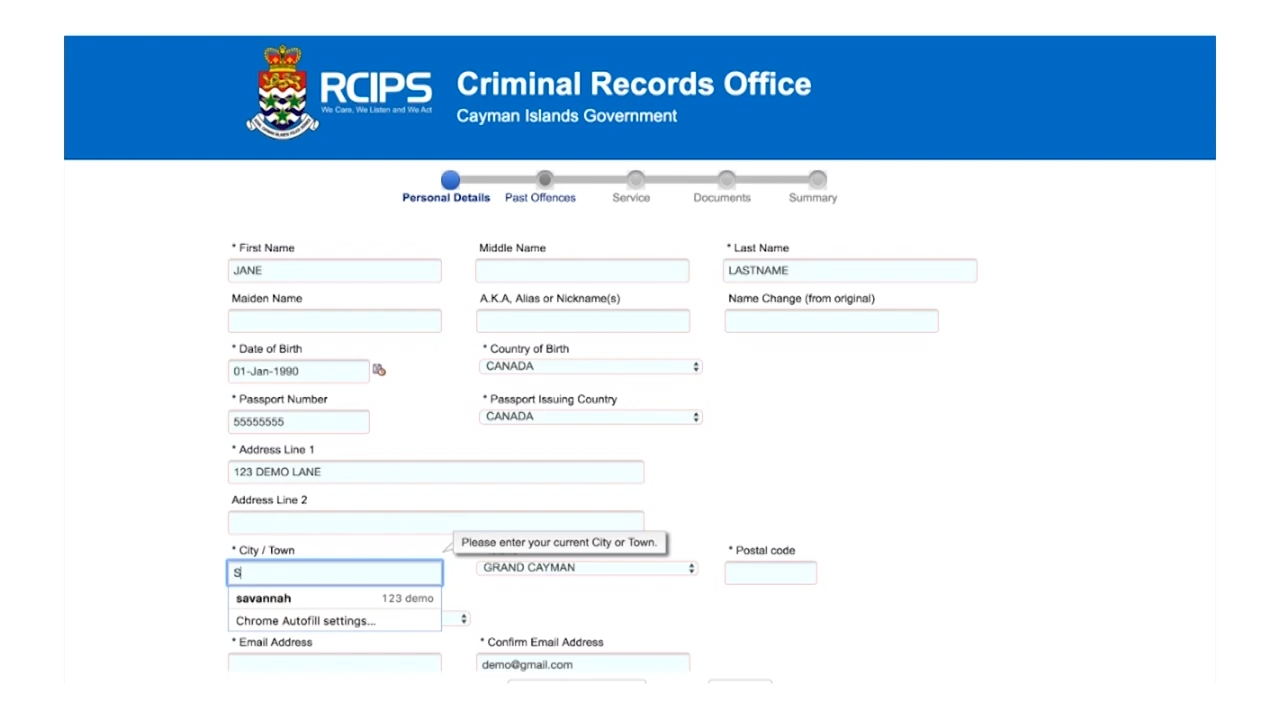 RCIPS
We Care, We Listen and We Act
Criminal Records Office
Cayman Islands Government
Personal Details Past Offences Service Documents Summary
* First Name Middle Name * Last Name
JANE LASTNAME
Maiden Name A.K.A, Alias or Nickname(s) Name Change (from original)
* Date of Birth * Country of Birth
01-Jan-1990 CANADA
* Passport Number * Passport Issuing Country
55555555 CANADA
* Address Line 1
123 DEMO LANE
Address Line 2
Please enter your current City or Town.
* City / Town * Postal code
S GRAND CAYMAN
savannah 123 demo
Chrome Autofill settings...
* Email Address * Confirm Email Address
demo@gmail.com